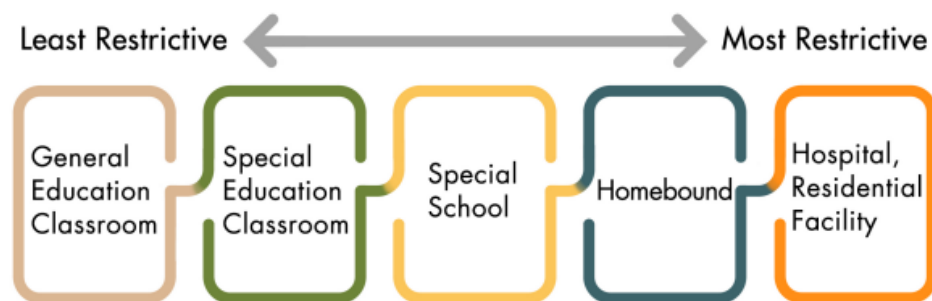 Least Restrictive
Most Restrictive
General
Education
Classroom
Special
Education
Classroom
Special
School
Homebound
Hospital,
Residential
Facility